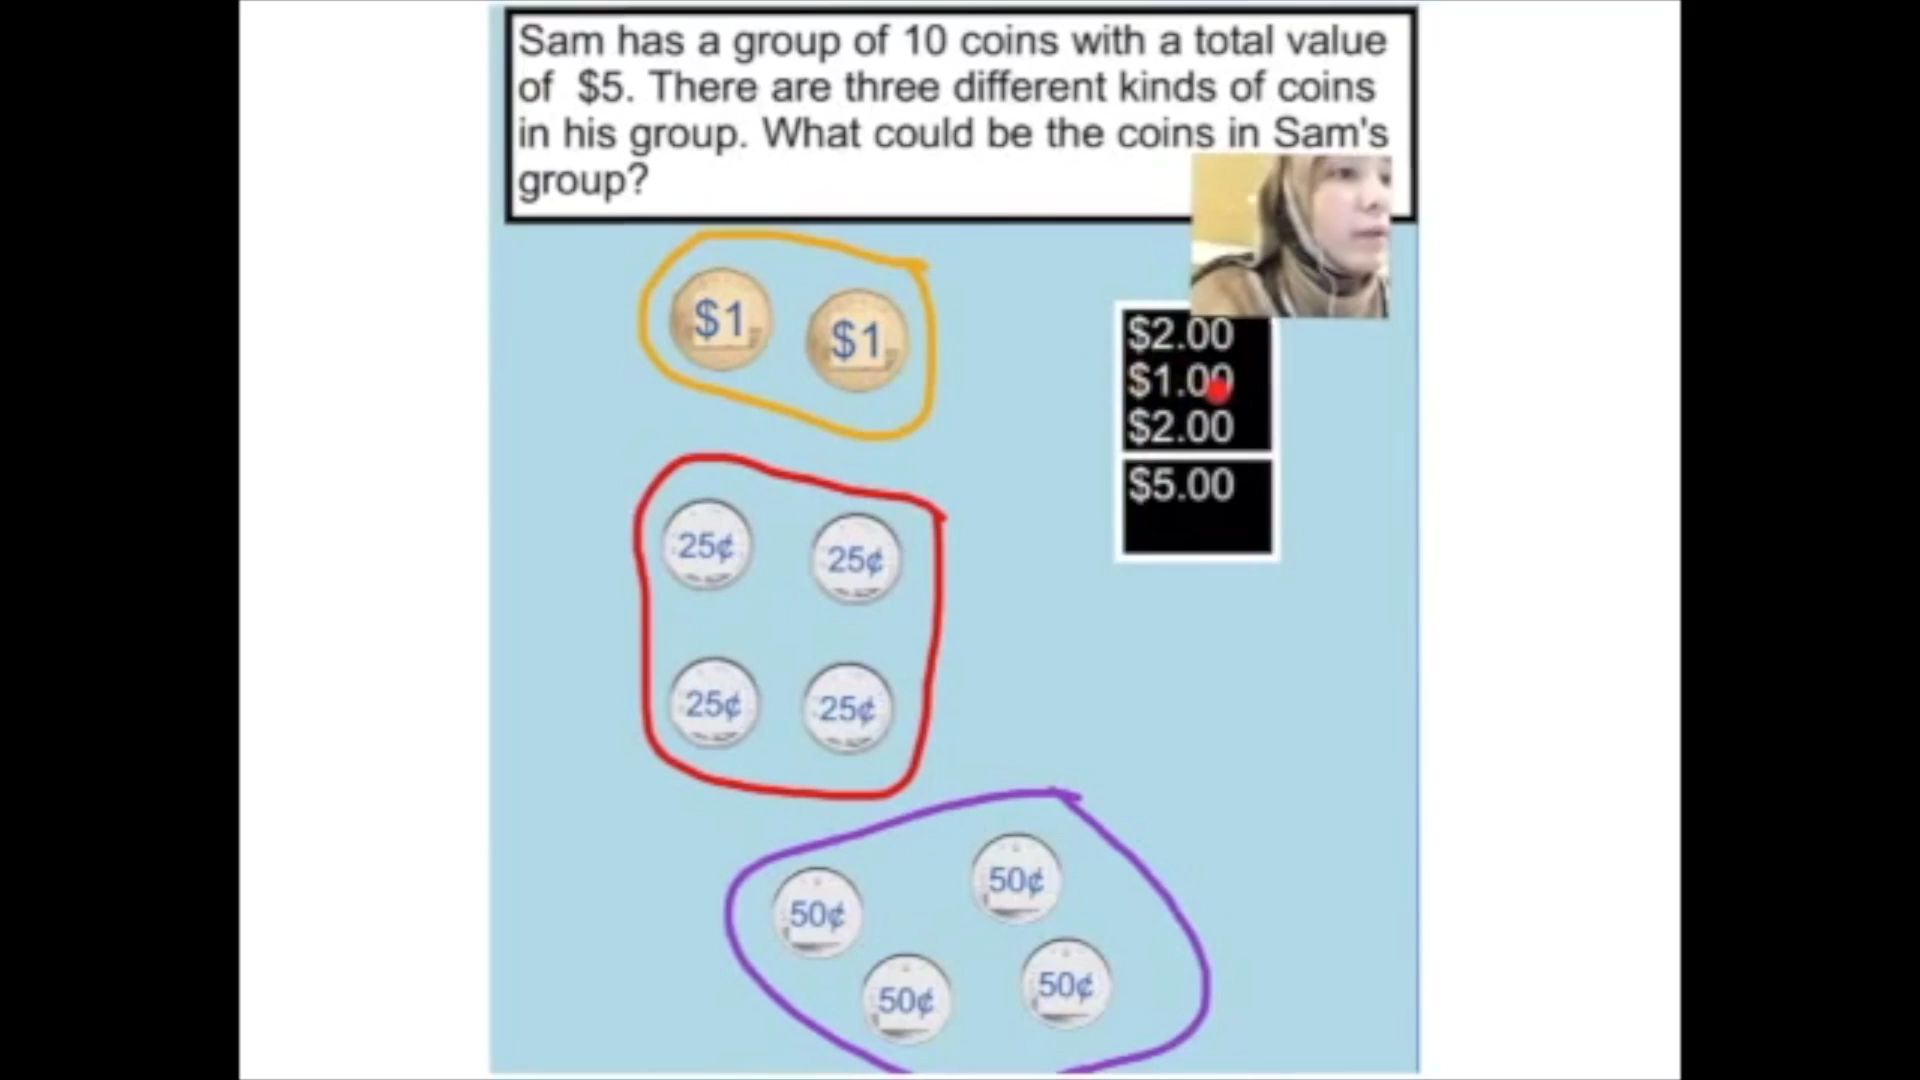 Sam has a group of 10 coins with a total value
of $5. There are three different kinds of coins
in his group. What could be the coins in Sam's
group?
$1 $1
$2.00
$1.00
$2.00
$5.00
25¢ 25¢
25¢ 25¢
50¢
50¢
50¢
50¢